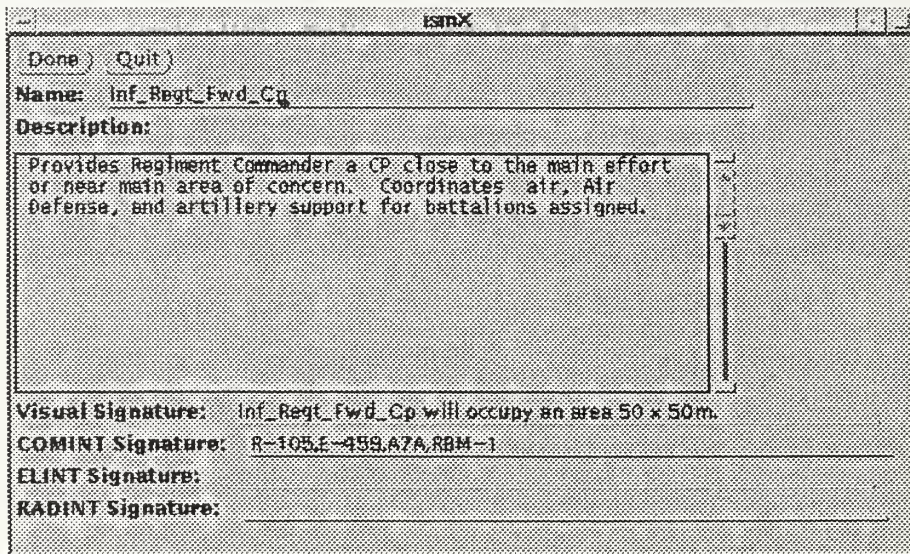 ismX
Done Quit
Name: Inf_Regt_Fwd_Cp
Description:
Provides Regiment Commander a CP close to the main effort
or near main area of concern. Coordinates air, Air
Defense, and artillery support for battalions assigned.
Visual Signature: Inf_Regt_Fwd_Cp will occupy an area 50 x 50m.
COMINT Signature: R-105,E-459,A7A,RBM-1
ELINT Signature:
RADINT Signature: